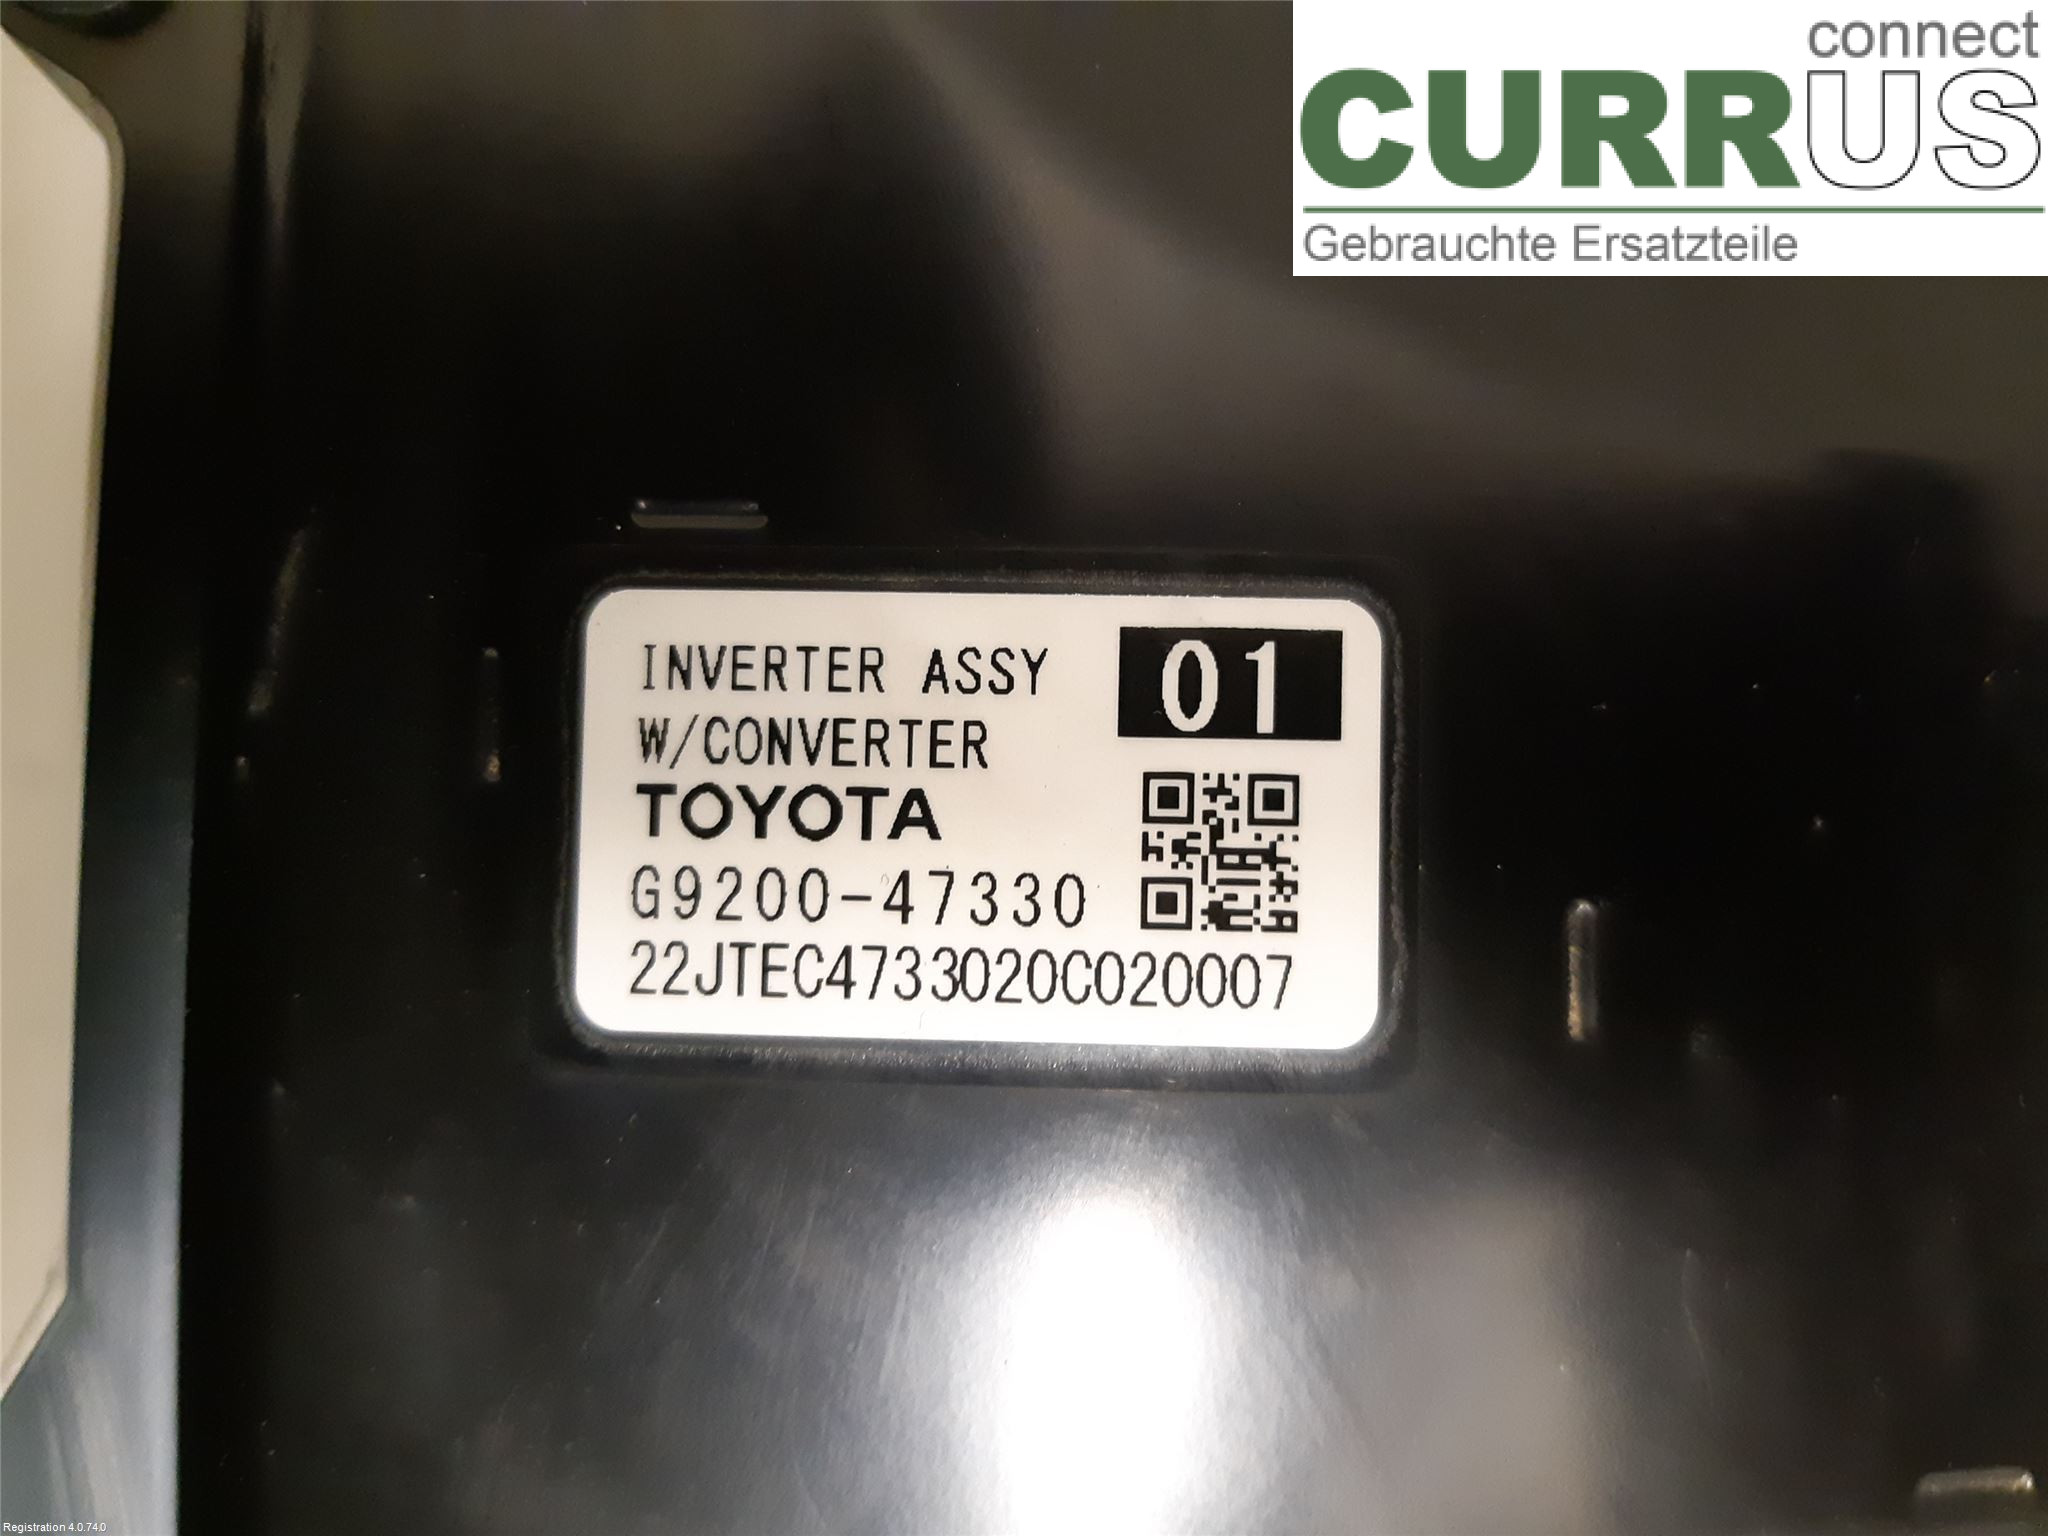 connect
CURRUS
Gebrauchte Ersatzteile
INVERTER ASSY
01
W/CONVERTER
TOYOTA
G9200-47330
22JTEC4733020C020007
Registration 4.0.74.0